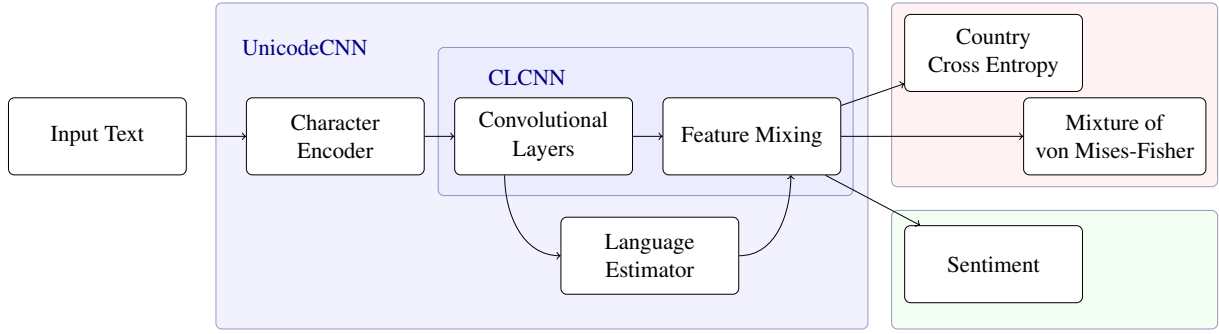 UnicodeCNN
CLCNN
Input Text
Character
Encoder
Convolutional
Layers
Feature Mixing
Language
Estimator
Country
Cross Entropy
Mixture of
von Mises-Fisher
Sentiment